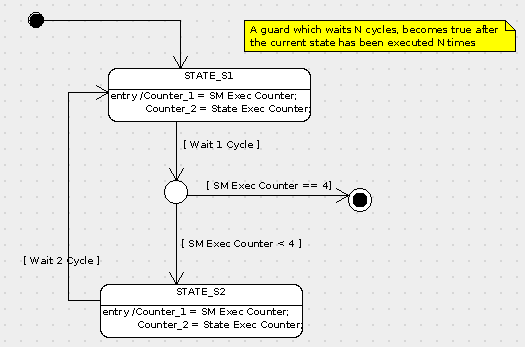 A guard which waits N cycles, becomes true after
the current state has been executed N times
STATE_S1
entry /Counter_1 = SM Exec Counter;
Counter_2 = State Exec Counter;
[ Wait 1 Cycle ]
[ SM Exec Counter == 4]
[ SM Exec Counter < 4 ]
[ Wait 2 Cycle ]
STATE_S2
entry /Counter_1 = SM Exec Counter;
Counter_2 = State Exec Counter;